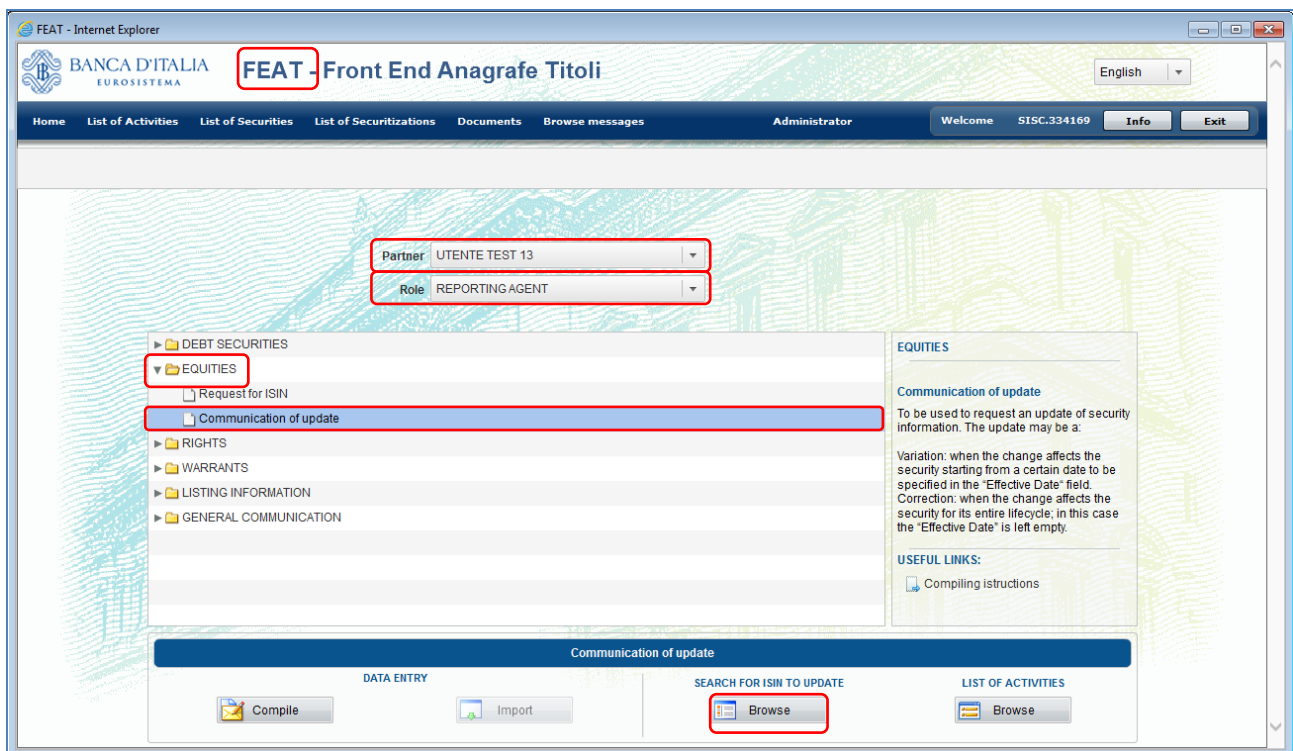 FEAT - Internet Explorer
BANCA D'ITALIA
EUROSISTEMA
FEAT - Front End Anagrafe Titoli
English
Home List of Activities List of Securities List of Securitizations Documents Browse messages Administrator Welcome SISC.334169 Info Exit
Partner UTENTE TEST 13
Role REPORTING AGENT
DEBT SECURITIES
EQUITIES
Request for ISIN
Communication of update
RIGHTS
WARRANTS
LISTING INFORMATION
GENERAL COMMUNICATION
EQUITIES
Communication of update
To be used to request an update of security
information. The update may be a:
Variation: when the change affects the
security starting from a certain date to be
specified in the "Effective Date" field.
Correction: when the change affects the
security for its entire lifecycle; in this case
the "Effective Date" is left empty.
USEFUL LINKS:
Compiling istructions
Communication of update
DATA ENTRY
Compile
Import
SEARCH FOR ISIN TO UPDATE
Browse
LIST OF ACTIVITIES
Browse